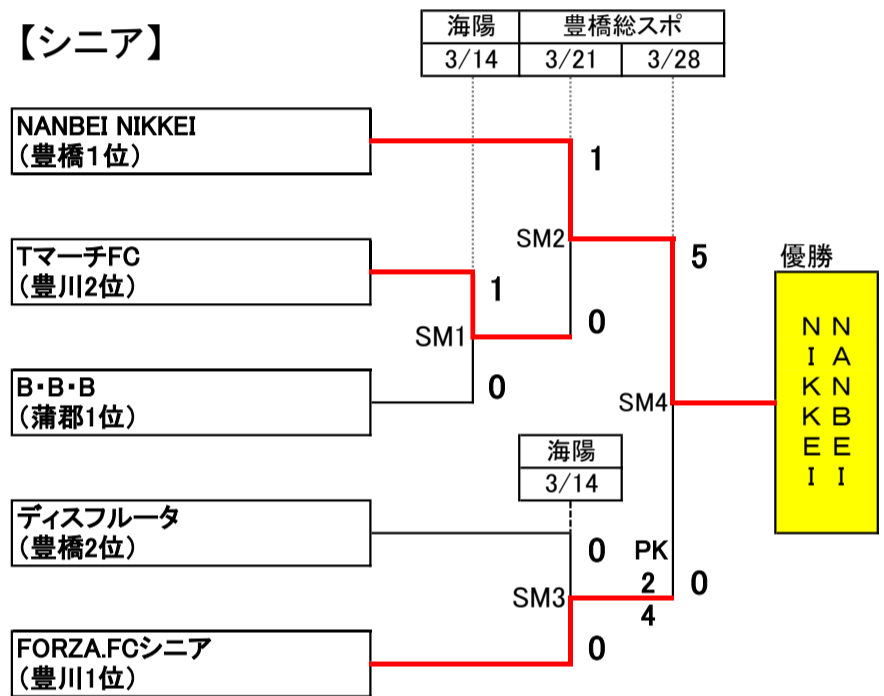 【シニア】
海陽 豊橋総スポ
3/14 3/21 3/28
NANBEI NIKKEI
(豊橋1位)
1
SM2
5
優勝
TマーチFC
(豊川2位)
1
SM1
0
NANBEI
NIKKEI
B・B・B
(蒲郡1位)
0
SM4
海陽
3/14
ディスフルータ
(豊橋2位)
0
PK
2
SM3
0
4
FORZA.FCシニア
(豊川1位)
0